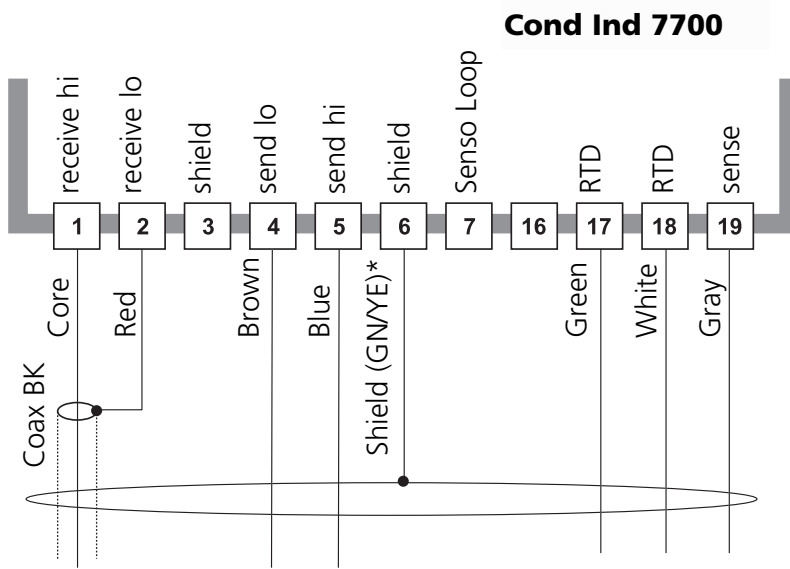 Cond Ind 7700
receive hi
receive lo
shield
send lo
send hi
shield
Senso Loop
RTD
RTD
sense
1
2
3
4
5
6
7
16
17
18
19
Core
Red
Brown
Blue
Shield (GN/YE)*
Green
White
Gray
Coax BK